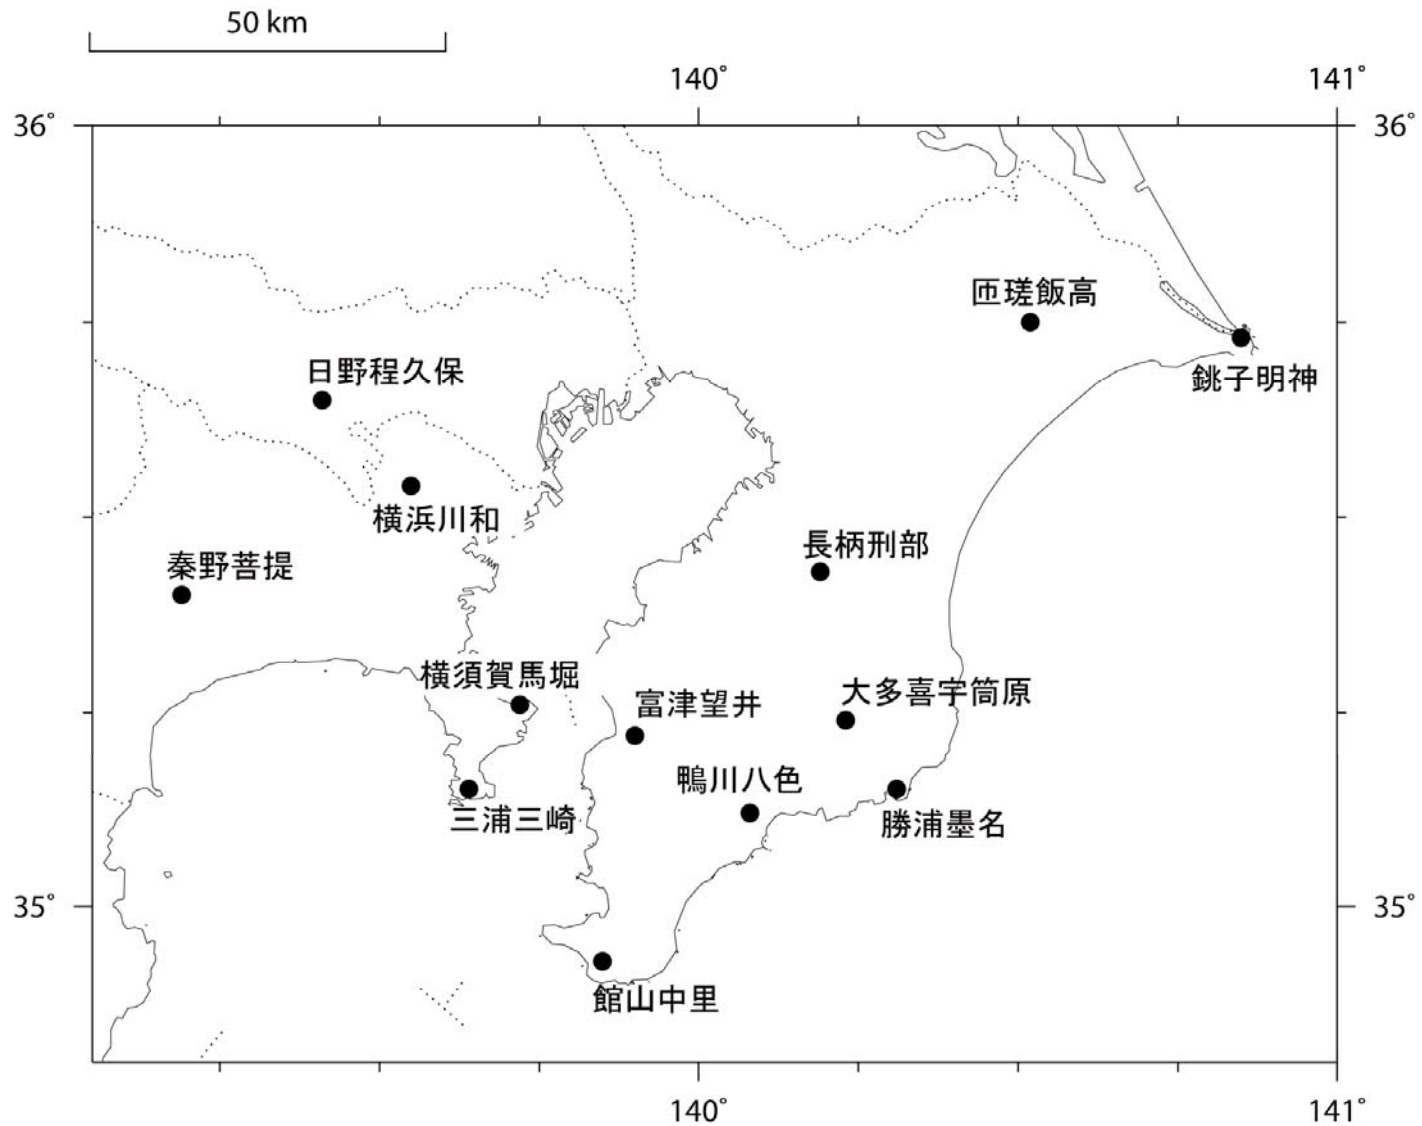 50 km
140°
141°
36°
36°
匝瑳飯高
日野程久保
銚子明神
横浜川和
長柄刑部
秦野菩提
横須賀馬堀
富津望井
大多喜宇筒原
鴨川八色
三浦三崎
勝浦墨名
35°
35°
館山中里
140°
141°